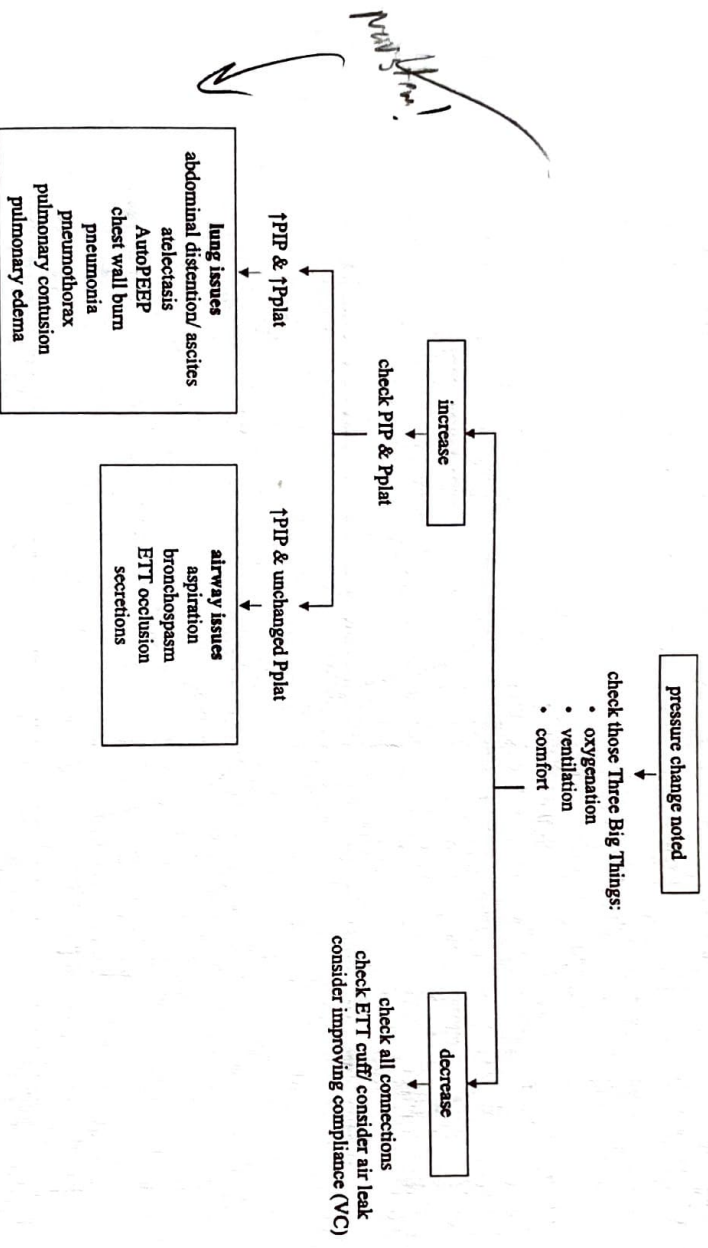 pressure change noted
check those Three Big Things:
• oxygenation
• ventilation
• comfort
increase
check PIP & Pplat
↑PIP & ↑Pplat
lung issues
abdominal distention/ ascites
atelectasis
AutoPEEP
chest wall burn
pneumonia
pneumothorax
pulmonary contusion
pulmonary edema
↑PIP & unchanged Pplat
airway issues
aspiration
bronchospasm
ETT occlusion
secretions
decrease
check all connections
check ETT cuff/ consider air leak
consider improving compliance (VC)